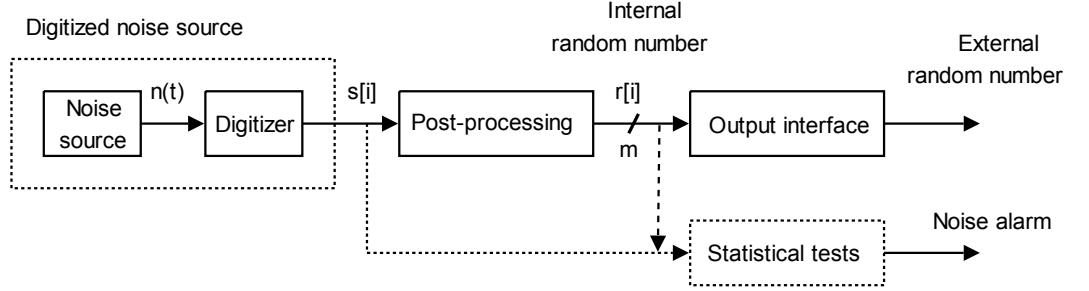 Digitized noise source
Internal
random number
External
random number
Noise
source
n(t)
Digitizer
s[i]
Post-processing
r[i]
m
Output interface
Statistical tests
Noise alarm